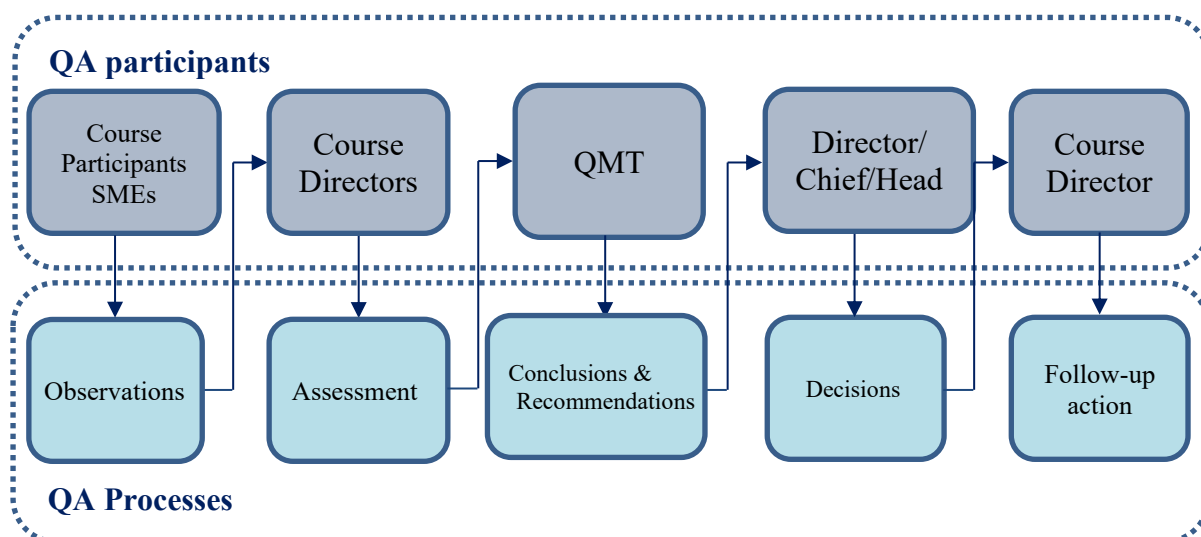 QA participants
Course
Participants
SMEs
Course
Directors
QMT
Director/
Chief/Head
Course
Director
Observations
Assessment
Conclusions &
Recommendations
Decisions
Follow-up
action
QA Processes